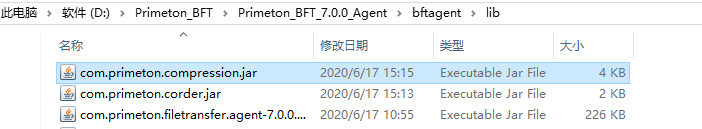 此电脑 > 软件 (D:) > Primeton_BFT > Primeton_BFT_7.0.0_Agent > bftagent > lib
名称 修改日期 类型 大小
com.primeton.compression.jar 2020/6/17 15:15 Executable Jar File 4 KB
com.primeton.corder.jar 2020/6/17 15:13 Executable Jar File 2 KB
com.primeton.filetransfer.agent-7.0.0.... 2020/6/17 10:55 Executable Jar File 226 KB